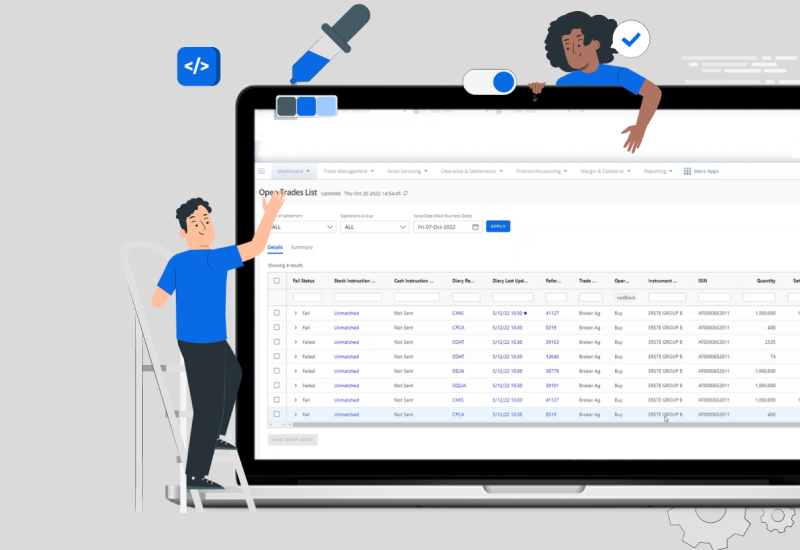 </>
Dashboard Trade Management Asset Servicing Clearance & Settlements Finance/Accounting Margin & Collateral Reporting More Apps
Open Trades List Updated Thu Oct 20 2022 14:54:45
of Settlement Operations Group Value Date (Next Business Date)
ALL ALL Fri-07-Oct-2022 APPLY
Details Summary
Showing 8 results
Fail Status Stock Instruction ... Cash Instruction ... Diary Re... Diary Last Upd... Refer... Trade ... Oper... Instrument ... ISIN Quantity Set
notBlank
Fail Unmatched Not Sent CMIS 5/12/22 10:30 41127 Broker Ag Buy ERSTE GROUP B AT0000652011 1,000,000
Fail Unmatched Not Sent CPCA 5/12/22 10:30 0319 Broker Ag Buy ERSTE GROUP B AT0000652011 400
Failed Unmatched Not Sent DDAT 5/12/22 10:30 39153 Broker Ag Buy ERSTE GROUP B AT0000652011 2535
Failed Unmatched Not Sent DDAT 5/12/22 10:30 13640 Broker Ag Buy ERSTE GROUP B AT0000652011 74
Failed Unmatched Not Sent DELN 5/12/22 10:30 38779 Broker Ag Buy ERSTE GROUP B AT0000652011 1,000,000
Failed Unmatched Not Sent DQUA 5/12/22 10:30 39101 Broker Ag Buy ERSTE GROUP B AT0000652011 1,000,000
Fail Unmatched Not Sent CMIS 5/12/22 10:30 41127 Broker Ag Buy ERSTE GROUP B AT0000652011 1,000,000
Fail Unmatched Not Sent CPCA 5/12/22 10:30 0319 Broker Ag Buy ERSTE GROUP B AT0000652011 400
NEW DIARY NOTE